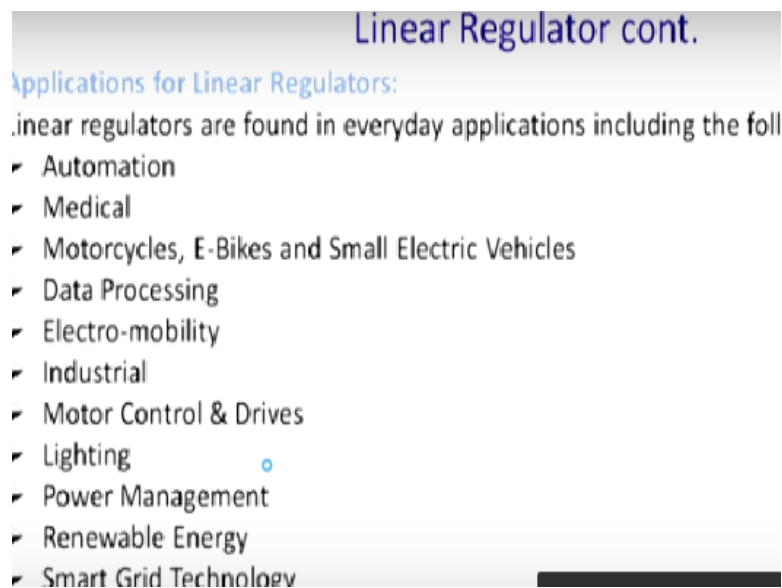 Linear Regulator cont.
Applications for Linear Regulators:
Linear regulators are found in everyday applications including the
Automation
Medical
Motorcycles, E-Bikes and Small Electric Vehicles
Data Processing
Electro-mobility
Industrial
Motor Control & Drives
Lighting
Power Management
Renewable Energy
Smart Grid Technology